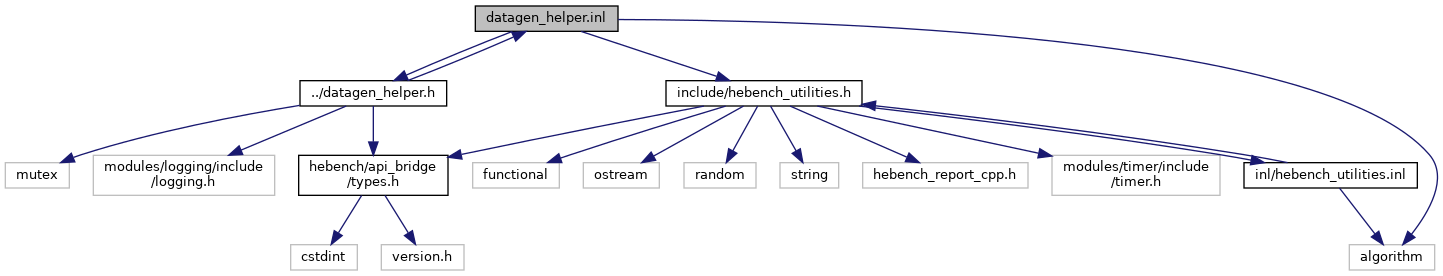 datagen_helper.inl
../datagen_helper.h
include/hebench_utilities.h
mutex
modules/logging/include
/logging.h
hebench/api_bridge
/types.h
functional
ostream
random
string
hebench_report_cpp.h
modules/timer/include
/timer.h
inl/hebench_utilities.inl
cstdint
version.h
algorithm